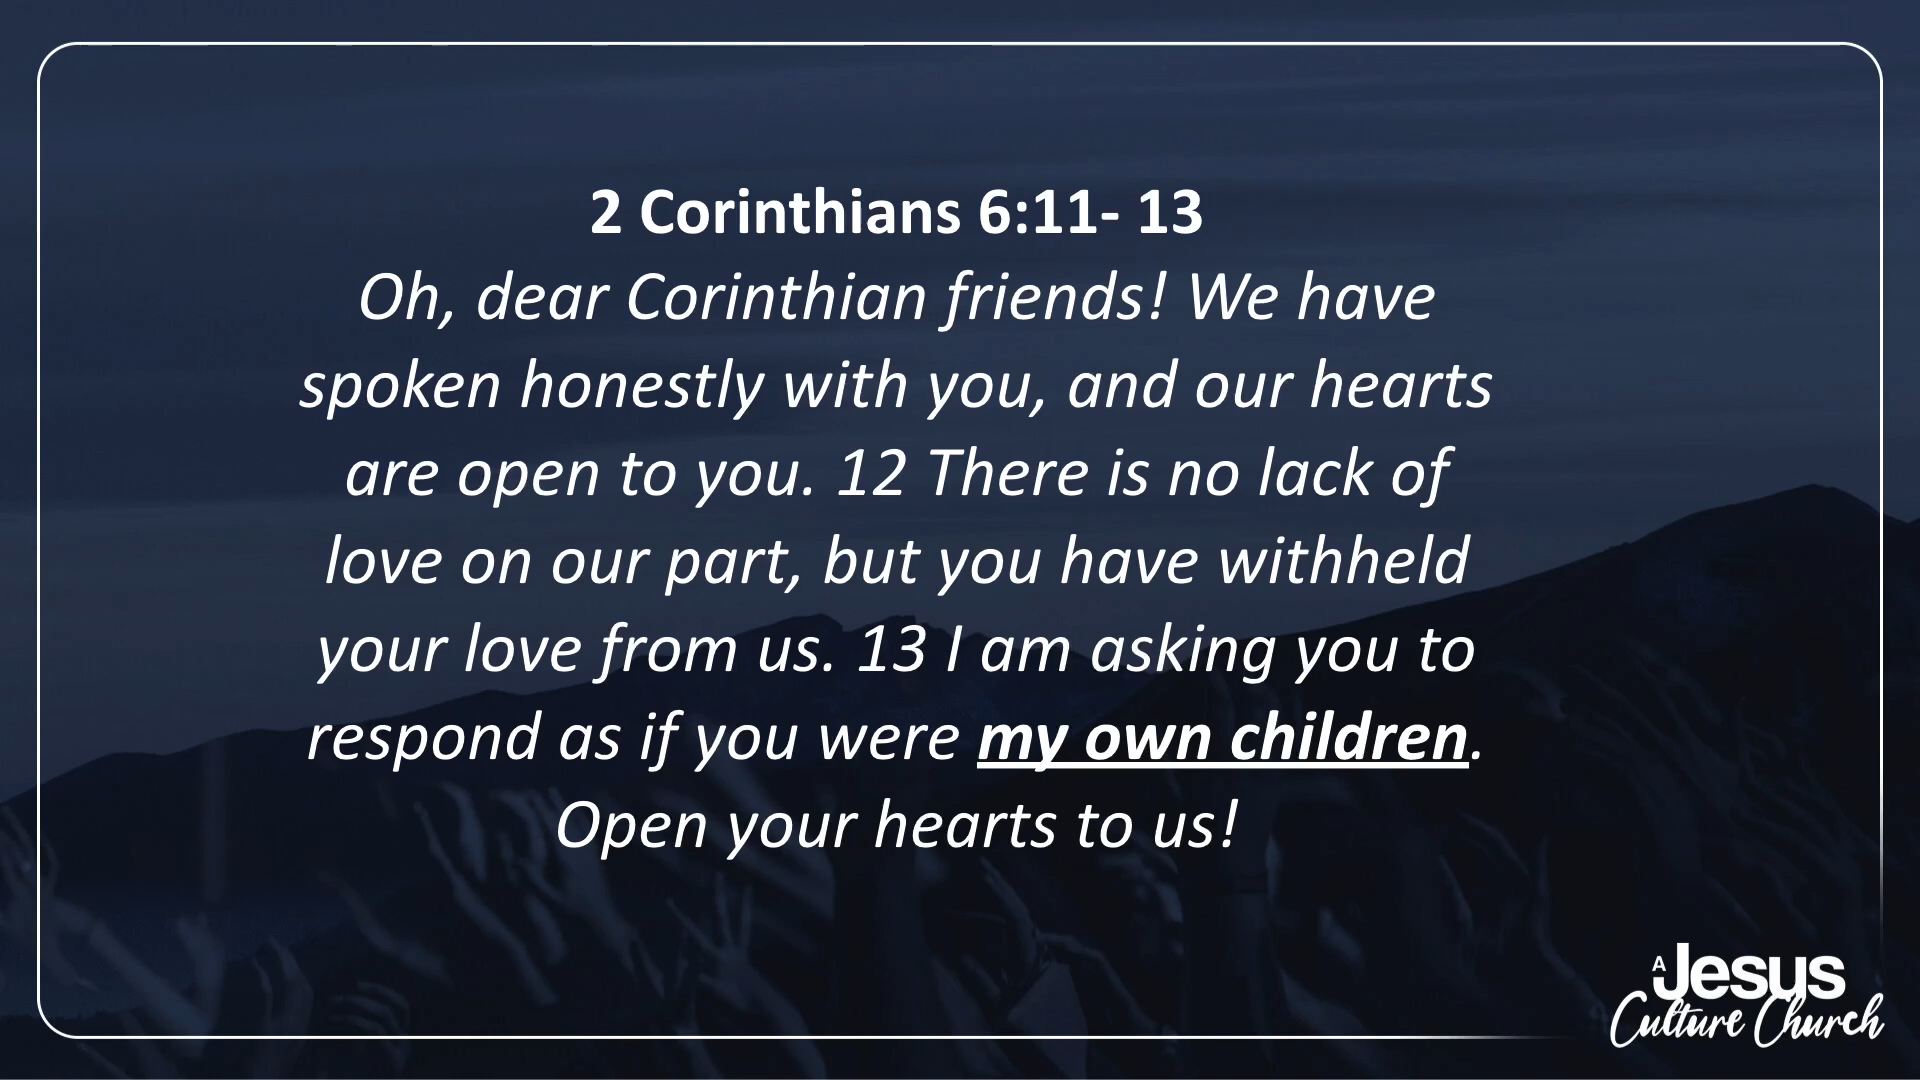 2 Corinthians 6:11- 13
Oh, dear Corinthian friends! We have
spoken honestly with you, and our hearts
are open to you. 12 There is no lack of
love on our part, but you have withheld
your love from us. 13 I am asking you to
respond as if you were my own children.
Open your hearts to us!
A Jesus
Culture Church